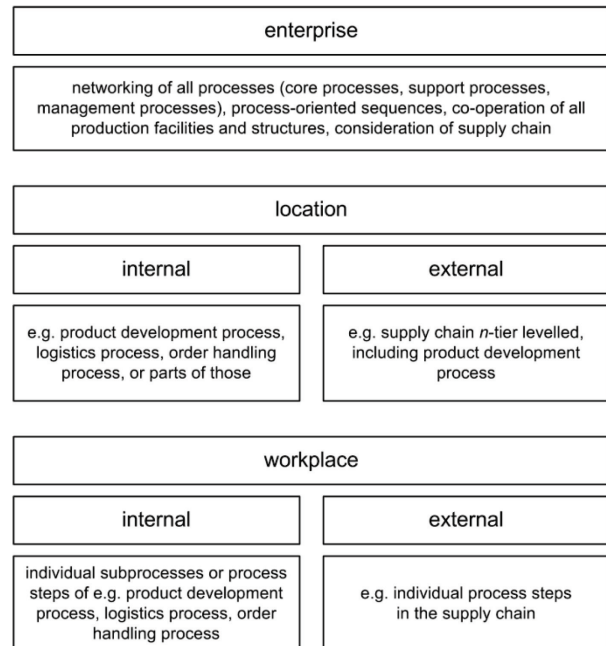 enterprise
networking of all processes (core processes, support processes,
management processes), process-oriented sequences, co-operation of all
production facilities and structures, consideration of supply chain
location
internal
external
e.g. product development process,
logistics process, order handling
process, or parts of those
e.g. supply chain n-tier levelled,
including product development
process
workplace
internal
external
individual subprocesses or process
steps of e.g. product development
process, logistics process, order
handling process
e.g. individual process steps
in the supply chain